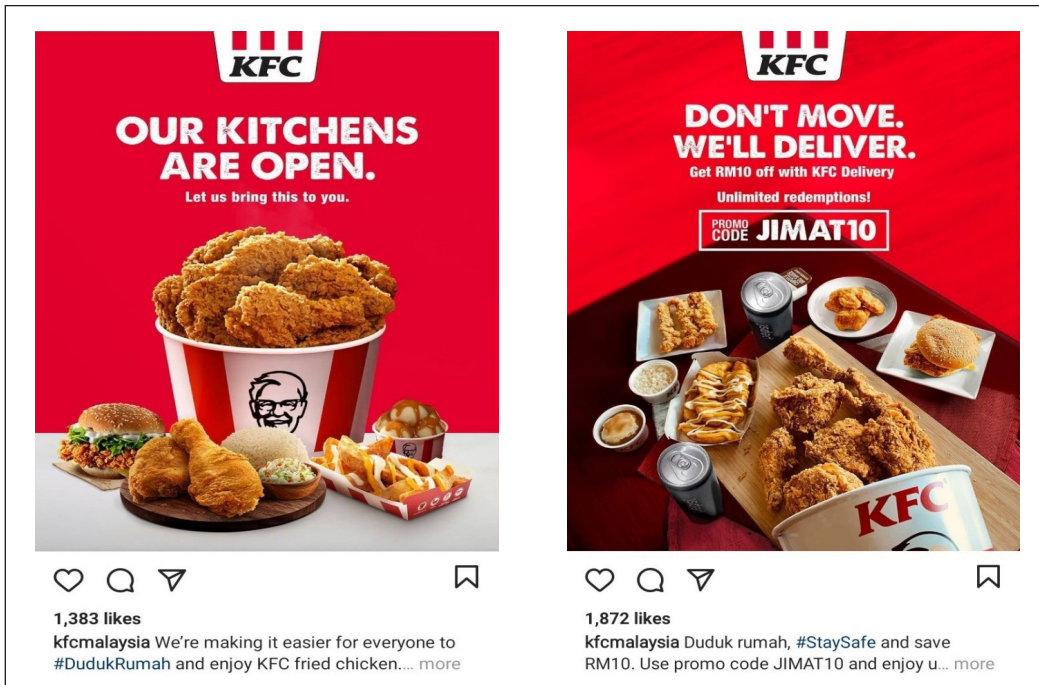 KFC
OUR KITCHENS
ARE OPEN.
Let us bring this to you.
1,383 likes
kfcmalaysia We're making it easier for everyone to
#DudukRumah and enjoy KFC fried chicken.... more
KFC
DON'T MOVE.
WE'LL DELIVER.
Get RM10 off with KFC Delivery
Unlimited redemptions!
PROMO
CODE JIMAT10
KFC
1,872 likes
kfcmalaysia Duduk rumah, #StaySafe and save
RM10. Use promo code JIMAT10 and enjoy u... more